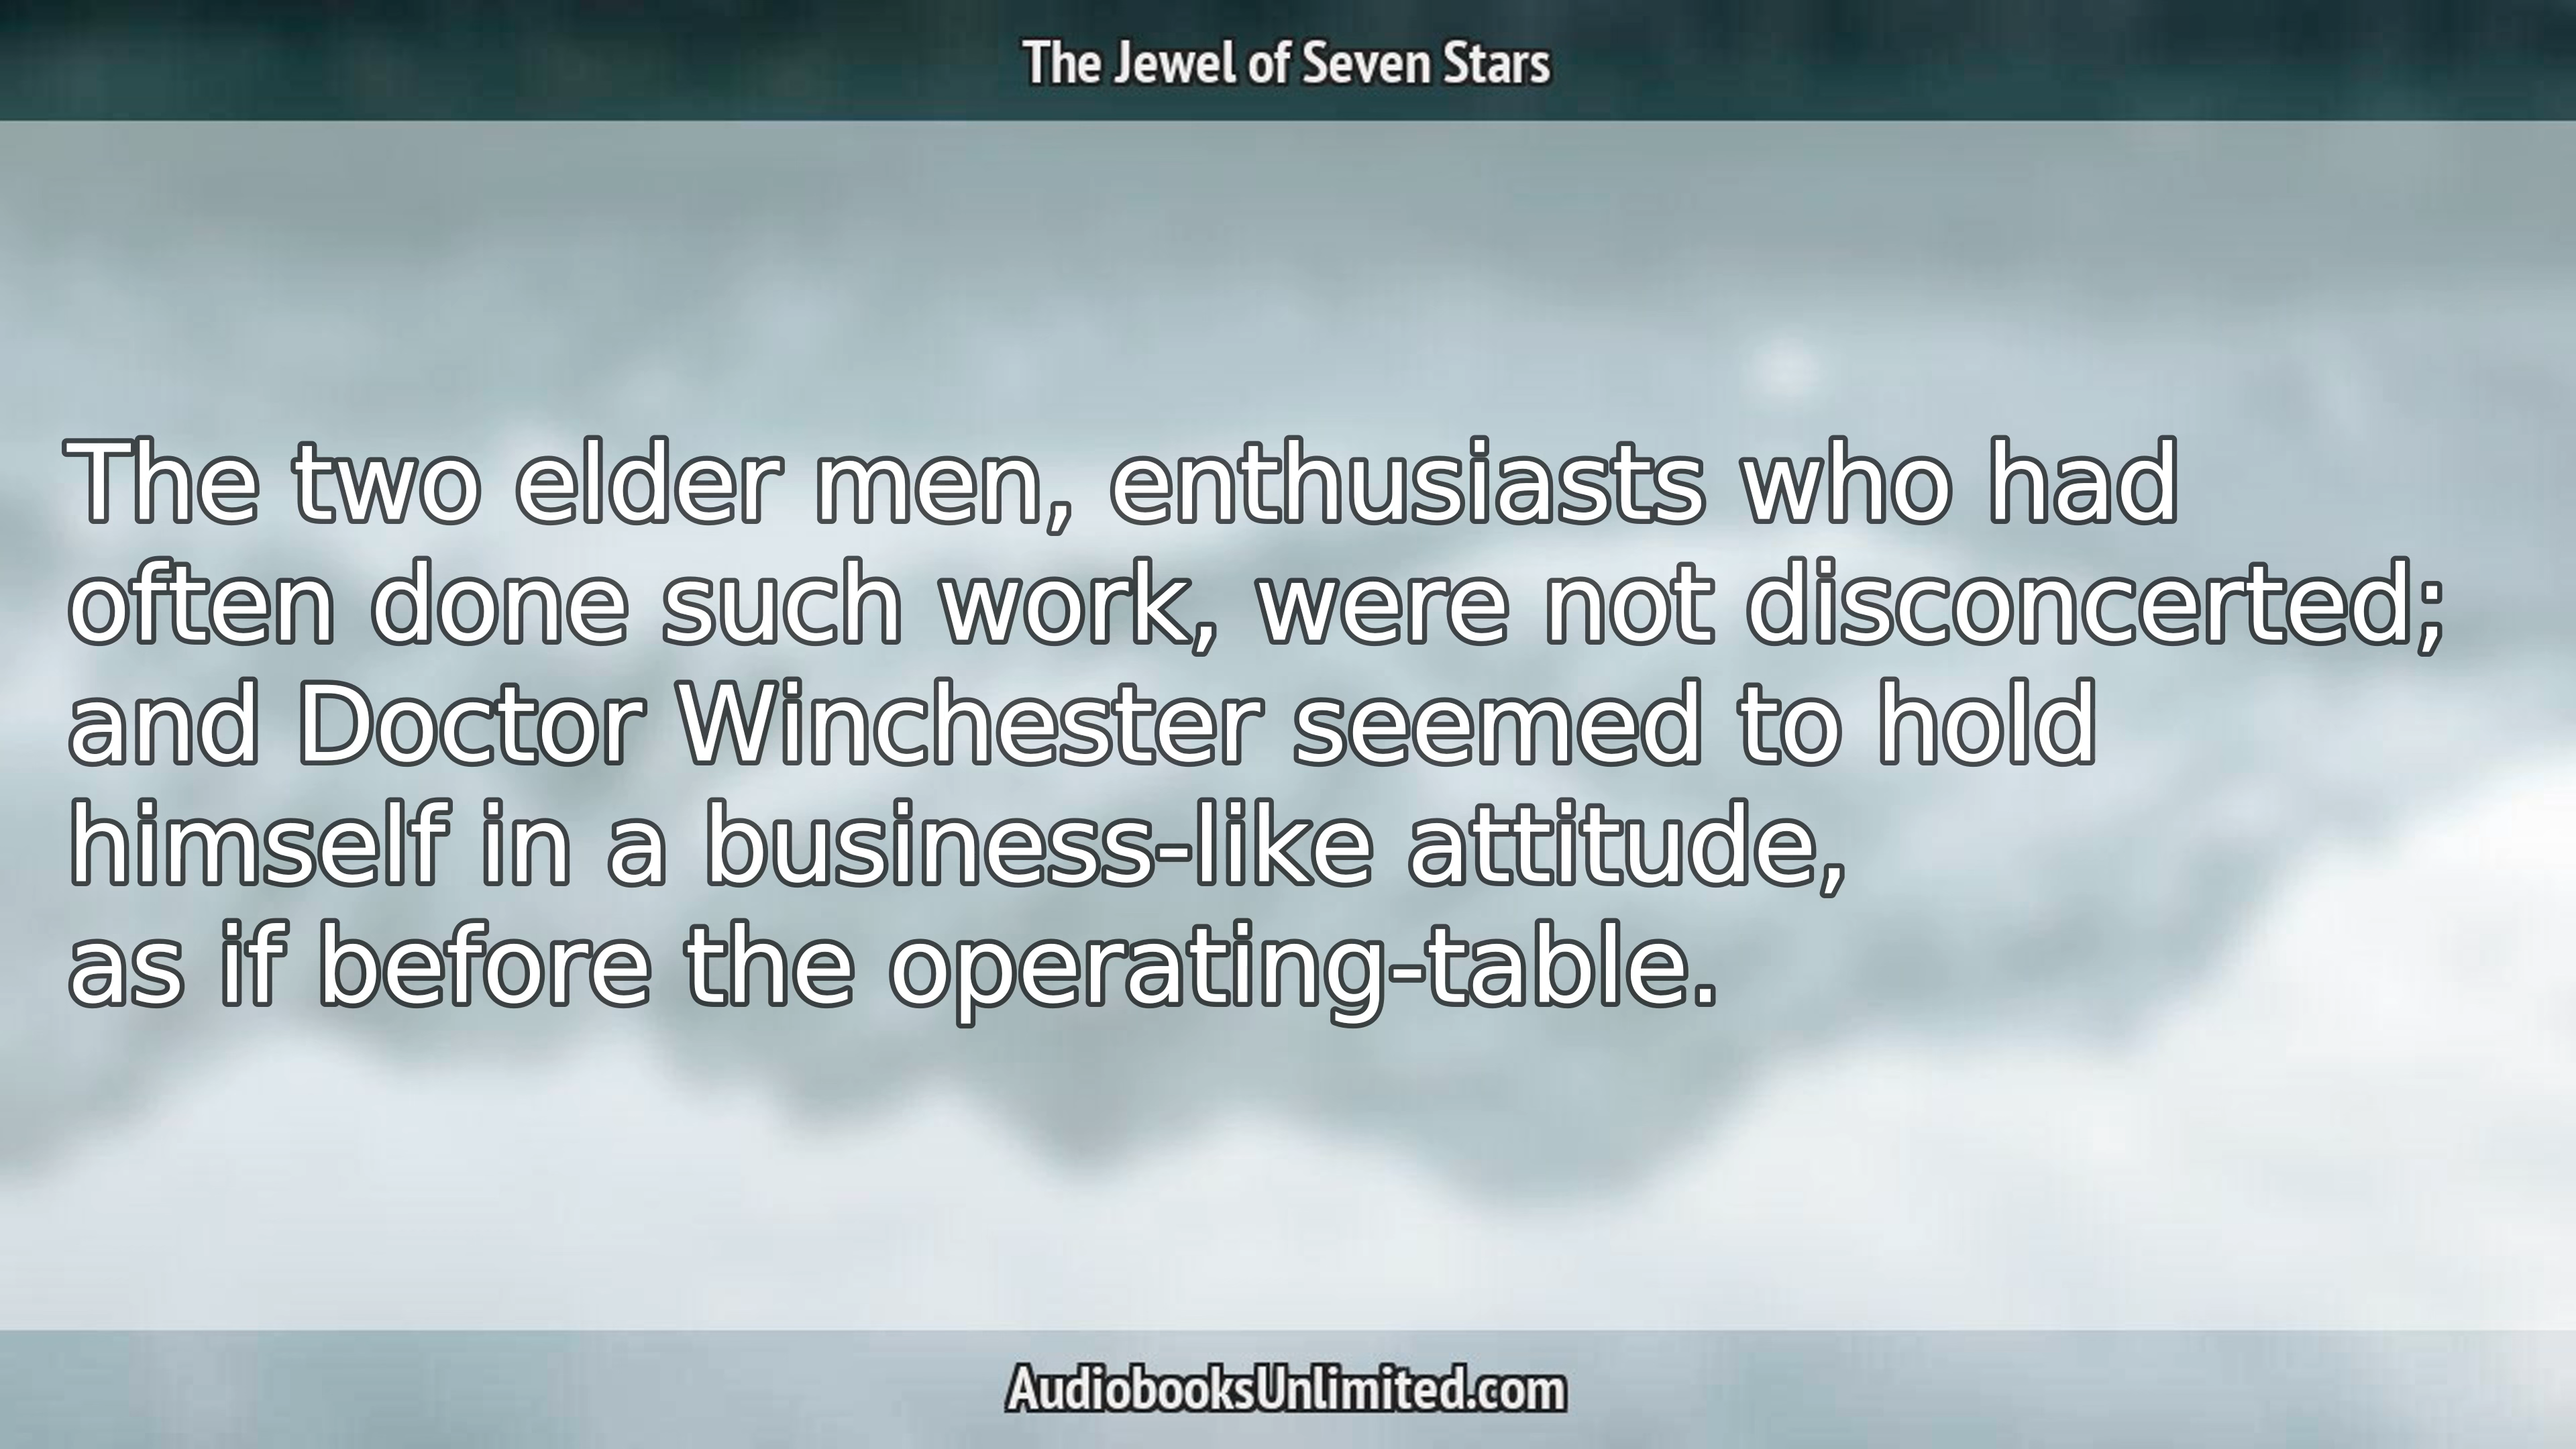 The Jewel of Seven Stars
The two elder men, enthusiasts who had
often done such work, were not disconcerted;
and Doctor Winchester seemed to hold
himself in a business-like attitude,
as if before the operating-table.
AudiobooksUnlimited.com